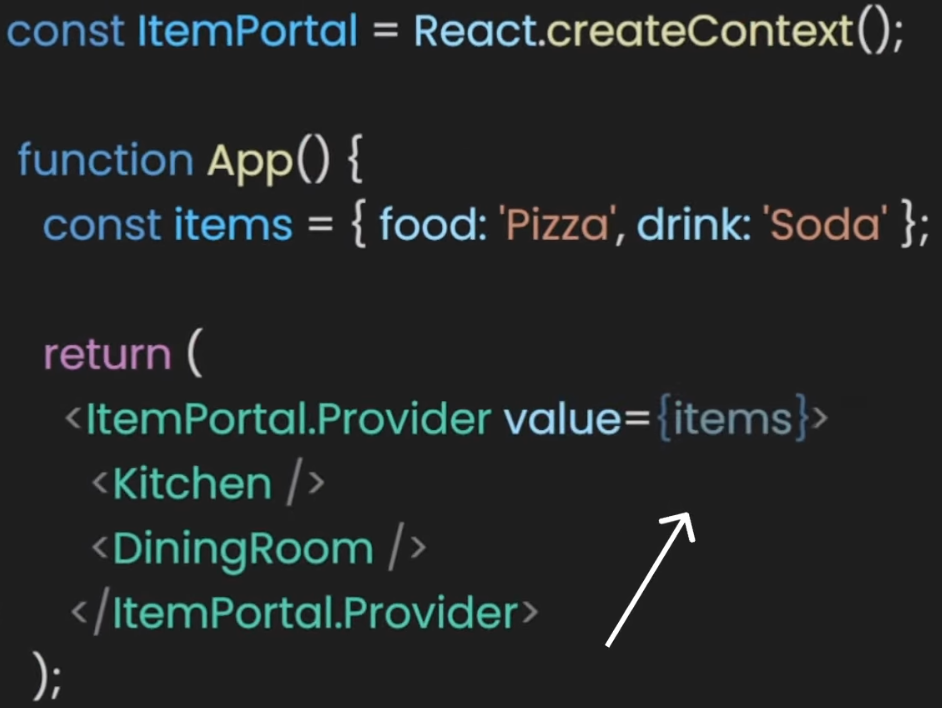 const ItemPortal = React.createContext();
function App() {
const items = { food: 'Pizza', drink: 'Soda' };
return (
<ItemPortal.Provider value={items}>
<Kitchen />
<DiningRoom />
</ItemPortal.Provider>
);